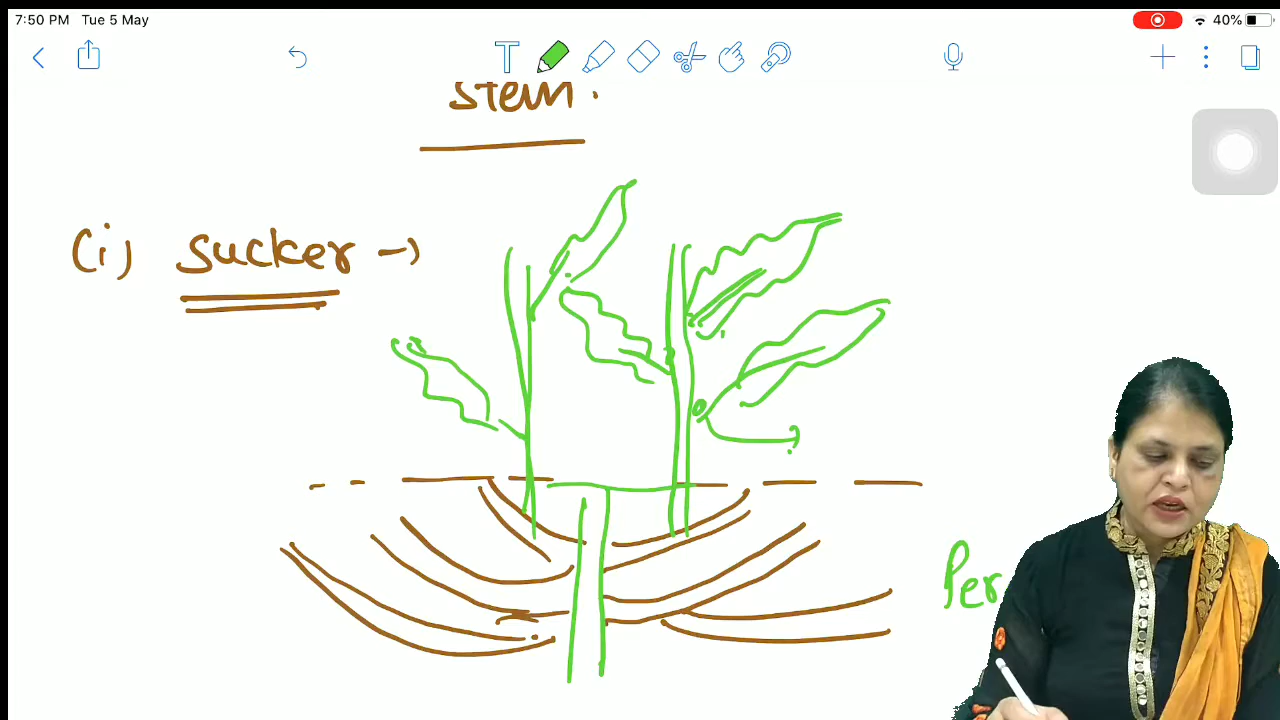 7:50 PM Tue 5 May
40%
T
stem.
(i) sucker →
Per